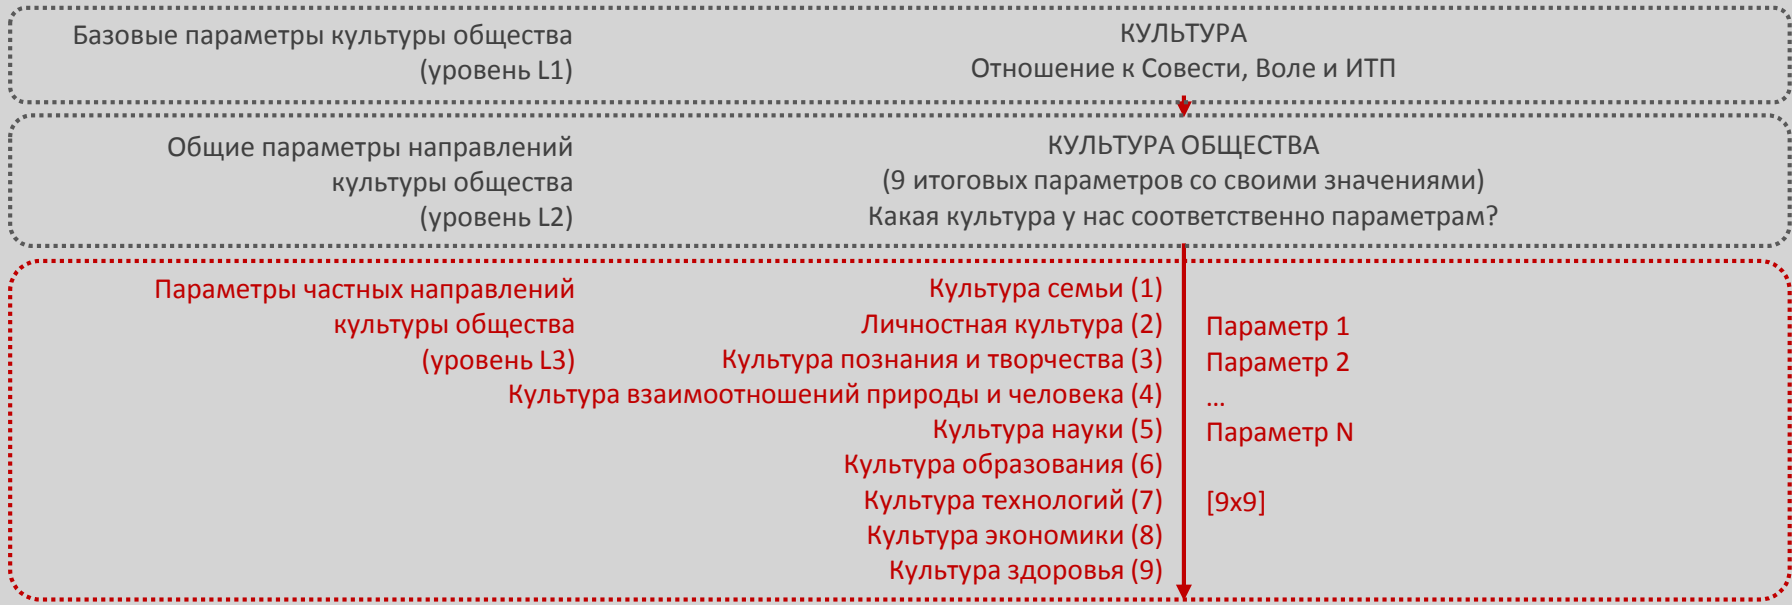 Базовые параметры культуры общества
(уровень L1)
КУЛЬТУРА
Отношение к Совести, Воле и ИТП
Общие параметры направлений
культуры общества
(уровень L2)
КУЛЬТУРА ОБЩЕСТВА
(9 итоговых параметров со своими значениями)
Какая культура у нас соответственно параметрам?
Параметры частных направлений
культуры общества
(уровень L3)
Культура семьи (1)
Личностная культура (2)
Культура познания и творчества (3)
Культура взаимоотношений природы и человека (4)
Культура науки (5)
Культура образования (6)
Культура технологий (7)
Культура экономики (8)
Культура здоровья (9)
Параметр 1
Параметр 2
...
Параметр N
[9x9]